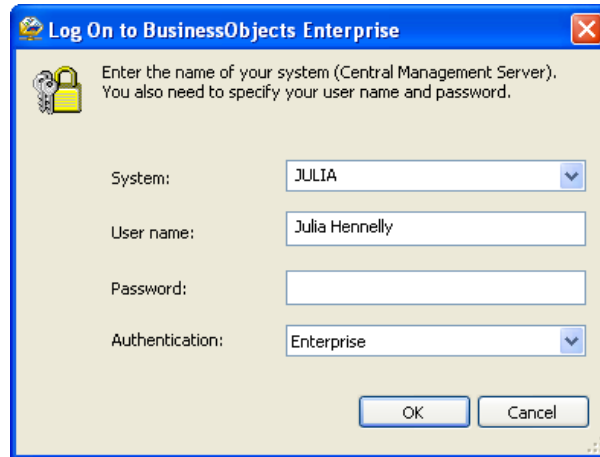 Log On to BusinessObjects Enterprise
Enter the name of your system (Central Management Server).
You also need to specify your user name and password.
System: JULIA
User name: Julia Hennelly
Password:
Authentication: Enterprise
OK Cancel